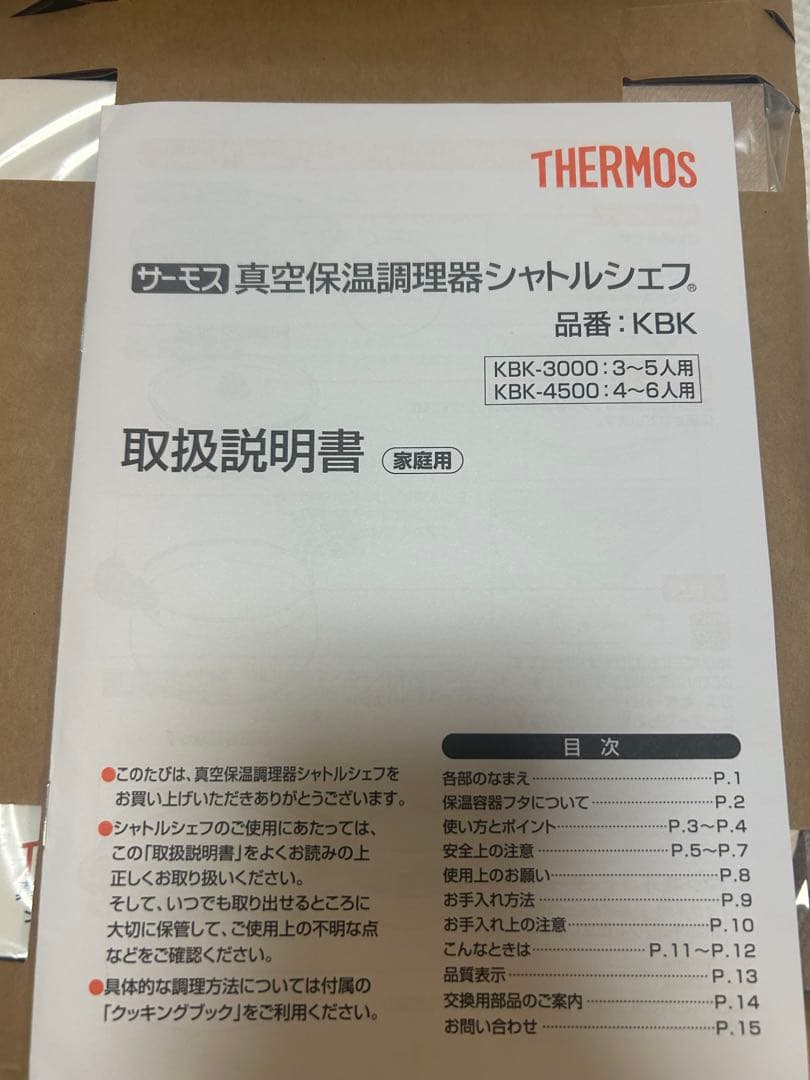 THERMOS
サーモス 真空保温調理器シャトルシェフ®
品番：KBK
KBK-3000：3〜5人用
KBK-4500：4〜6人用
取扱説明書 家庭用
●このたびは、真空保温調理器シャトルシェフを
お買い上げいただきありがとうございます。
●シャトルシェフのご使用にあたっては、
この「取扱説明書」をよくお読みの上
正しくお取り扱いください。
そして、いつでも取り出せるところに
大切に保管して、ご使用上の不明な点
などをご確認ください。
●具体的な調理方法については付属の
「クッキングブック」をご利用ください。
目次
各部のなまえ P.1
保温容器フタについて P.2
使い方とポイント P.3〜P.4
安全上の注意 P.5〜P.7
使用上のお願い P.8
お手入れ方法 P.9
お手入れ上の注意 P.10
こんなときは P.11〜P.12
品質表示 P.13
交換用部品のご案内 P.14
お問い合わせ P.15